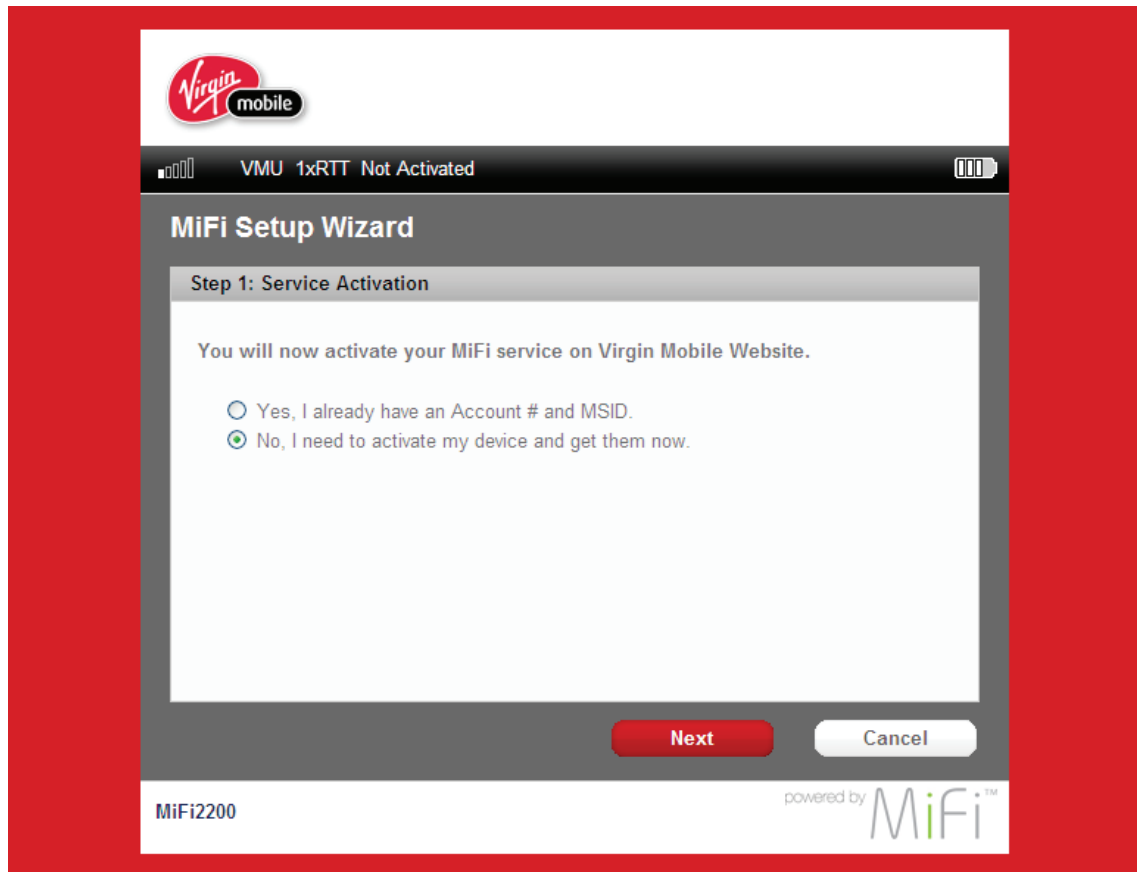 Virgin
mobile
VMU 1xRTT Not Activated
MiFi Setup Wizard
Step 1: Service Activation
You will now activate your MiFi service on Virgin Mobile Website.
Yes, I already have an Account # and MSID.
No, I need to activate my device and get them now.
Next Cancel
MiFi2200 powered by MiFi™